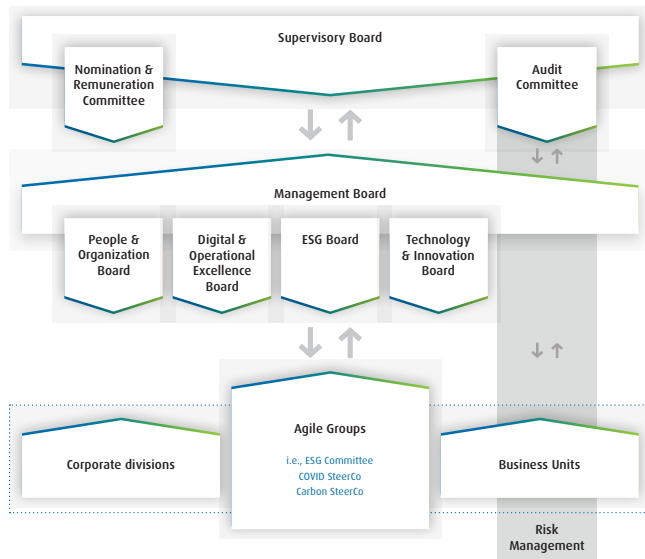 Supervisory Board
Nomination &
Remuneration
Committee
Audit
Committee
Management Board
People &
Organization
Board
Digital &
Operational
Excellence
Board
ESG Board
Technology
& Innovation
Board
Agile Groups
i.e., ESG Committee
COVID SteerCo
Carbon SteerCo
Corporate divisions
Business Units
Risk
Management